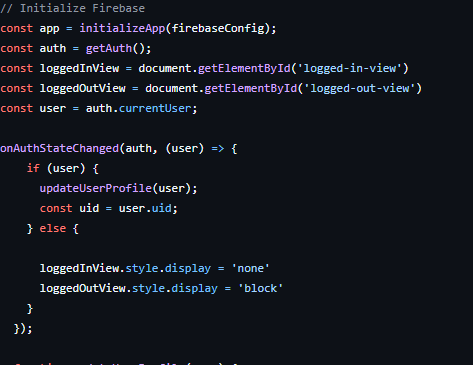 // Initialize Firebase
const app = initializeApp(firebaseConfig);
const auth = getAuth();
const loggedInView = document.getElementById('logged-in-view')
const loggedOutView = document.getElementById('logged-out-view')
const user = auth.currentUser;
onAuthStateChanged(auth, (user) => {
if (user) {
updateUserProfile(user);
const uid = user.uid;
} else {
loggedInView.style.display = 'none'
loggedOutView.style.display = 'block'
}
});